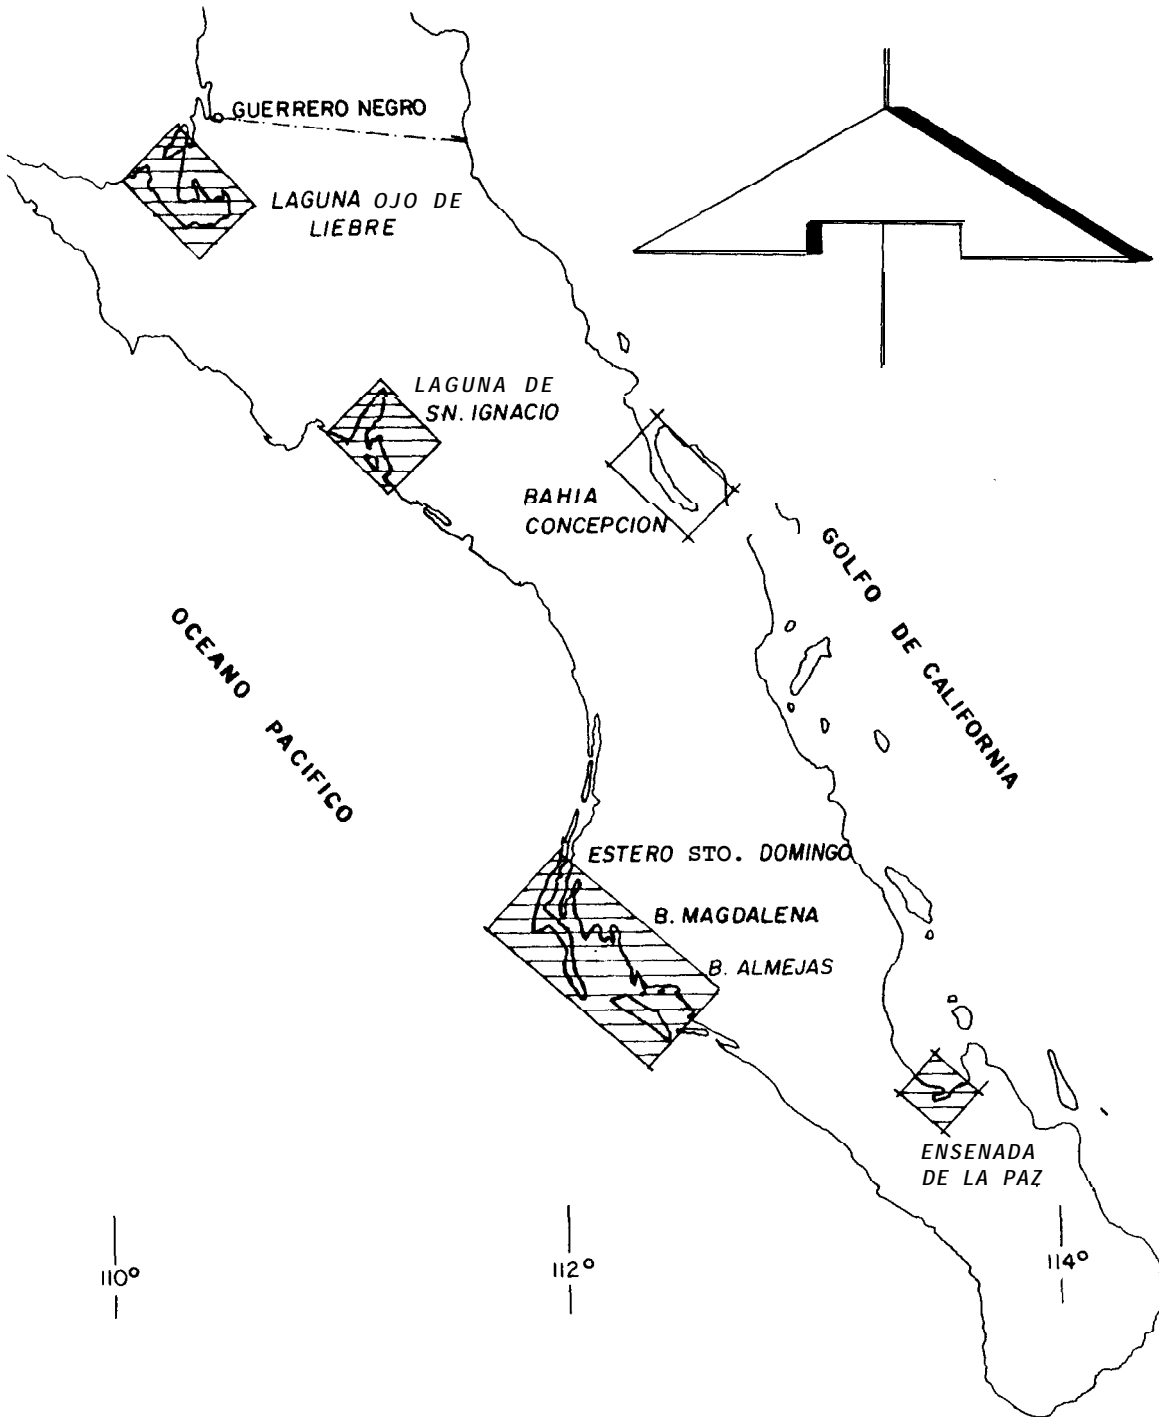 GUERRERO NEGRO
LAGUNA OJO DE
LIEBRE
LAGUNA DE
SN. IGNACIO
BAHIA
CONCEPCION
GOLFO DE CALIFORNIA
OCEANO PACIFICO
ESTERO STO. DOMINGO
B. MAGDALENA
B. ALMEJAS
ENSENADA
DE LA PAZ
110° 112° 114°